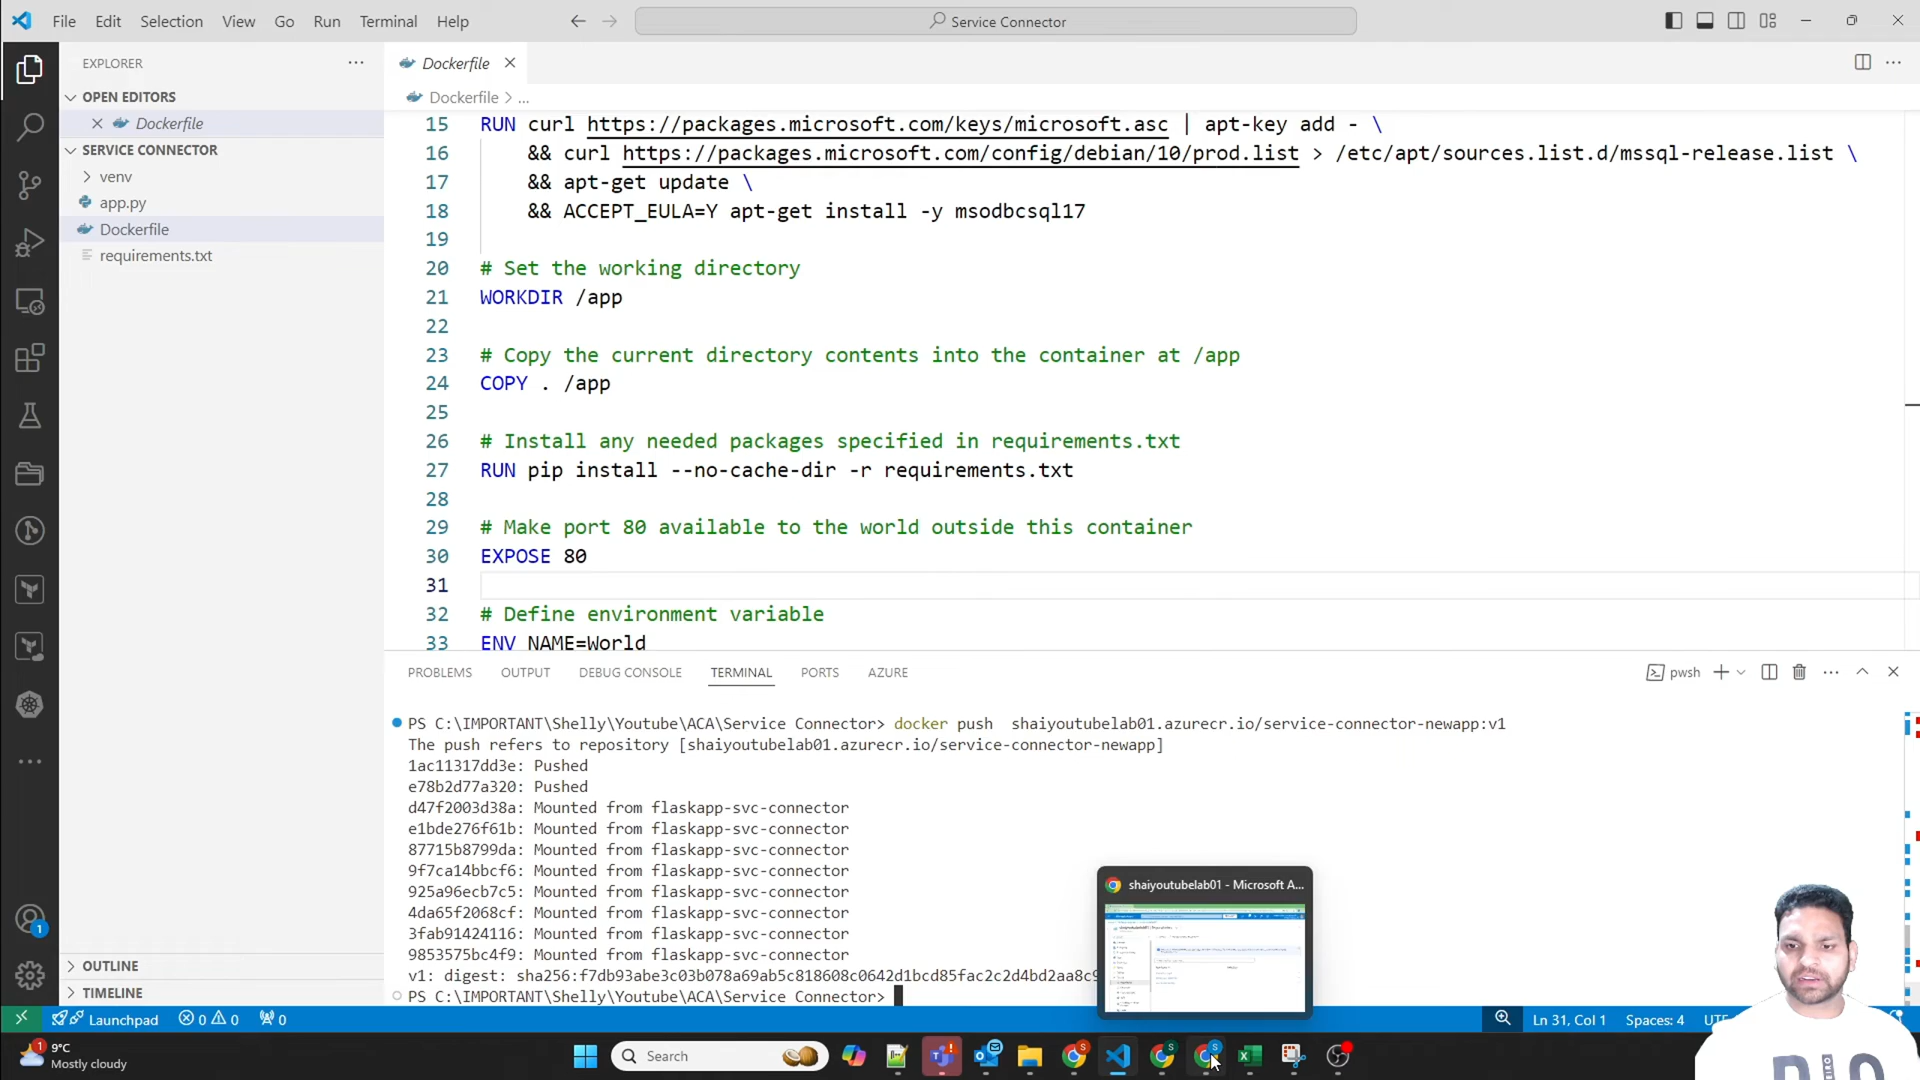 File Edit Selection View Go Run Terminal Help
Service Connector
EXPLORER
OPEN EDITORS
Dockerfile
SERVICE CONNECTOR
venv
app.py
Dockerfile
requirements.txt
OUTLINE
TIMELINE
Dockerfile
Dockerfile > ...
15 RUN curl https://packages.microsoft.com/keys/microsoft.asc | apt-key add - \
16 && curl https://packages.microsoft.com/config/debian/10/prod.list > /etc/apt/sources.list.d/mssql-release.list \
17 && apt-get update \
18 && ACCEPT_EULA=Y apt-get install -y msodbcsql17
19
20 # Set the working directory
21 WORKDIR /app
22
23 # Copy the current directory contents into the container at /app
24 COPY . /app
25
26 # Install any needed packages specified in requirements.txt
27 RUN pip install --no-cache-dir -r requirements.txt
28
29 # Make port 80 available to the world outside this container
30 EXPOSE 80
31
32 # Define environment variable
33 ENV NAME=World
PROBLEMS OUTPUT DEBUG CONSOLE TERMINAL PORTS AZURE
pwsh
PS C:\IMPORTANT\Shelly\Youtube\ACA\Service Connector> docker push  shaiyoutubelab01.azurecr.io/service-connector-newapp:v1
The push refers to repository [shaiyoutubelab01.azurecr.io/service-connector-newapp]
1ac11317dd3e: Pushed
e78b2d77a320: Pushed
d47f2003d38a: Mounted from flaskapp-svc-connector
e1bde276f61b: Mounted from flaskapp-svc-connector
87715b8799da: Mounted from flaskapp-svc-connector
9f7ca14bbcf6: Mounted from flaskapp-svc-connector
925a96ecb7c5: Mounted from flaskapp-svc-connector
4da65f2068cf: Mounted from flaskapp-svc-connector
3fab91424116: Mounted from flaskapp-svc-connector
9853575bc4f9: Mounted from flaskapp-svc-connector
v1: digest: sha256:f7db93abe3c03b078a69ab5c818608c0642d1bcd85fac2c2d4bd2aa8c9
PS C:\IMPORTANT\Shelly\Youtube\ACA\Service Connector>
shaiyoutubelab01 - Microsoft A...
1
Launchpad 0 0 0
Ln 31, Col 1 Spaces: 4
1
9°C
Mostly cloudy
Search